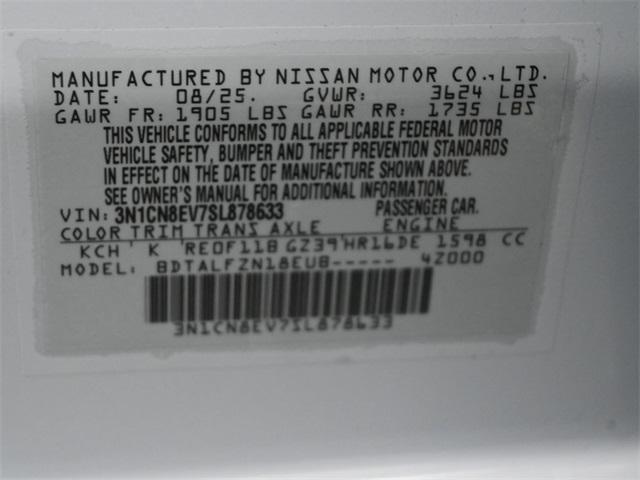 MANUFACTURED BY NISSAN MOTOR CO.,LTD.
DATE: 08/25. GVWR: 3624 LBS
GAWR FR: 1905 LBS GAWR RR: 1735 LBS
THIS VEHICLE CONFORMS TO ALL APPLICABLE FEDERAL MOTOR
VEHICLE SAFETY, BUMPER AND THEFT PREVENTION STANDARDS
IN EFFECT ON THE DATE OF MANUFACTURE SHOWN ABOVE.
SEE OWNER'S MANUAL FOR ADDITIONAL INFORMATION.
VIN: 3N1CN8EV7SL878633 PASSENGER CAR.
COLOR TRIM TRANS AXLE ENGINE
KCH K RE0F11B GZ39 HR16DE 1598 CC
MODEL: BDTALFZN18EUB----- 4Z000
3N1CN8EV7SL878633